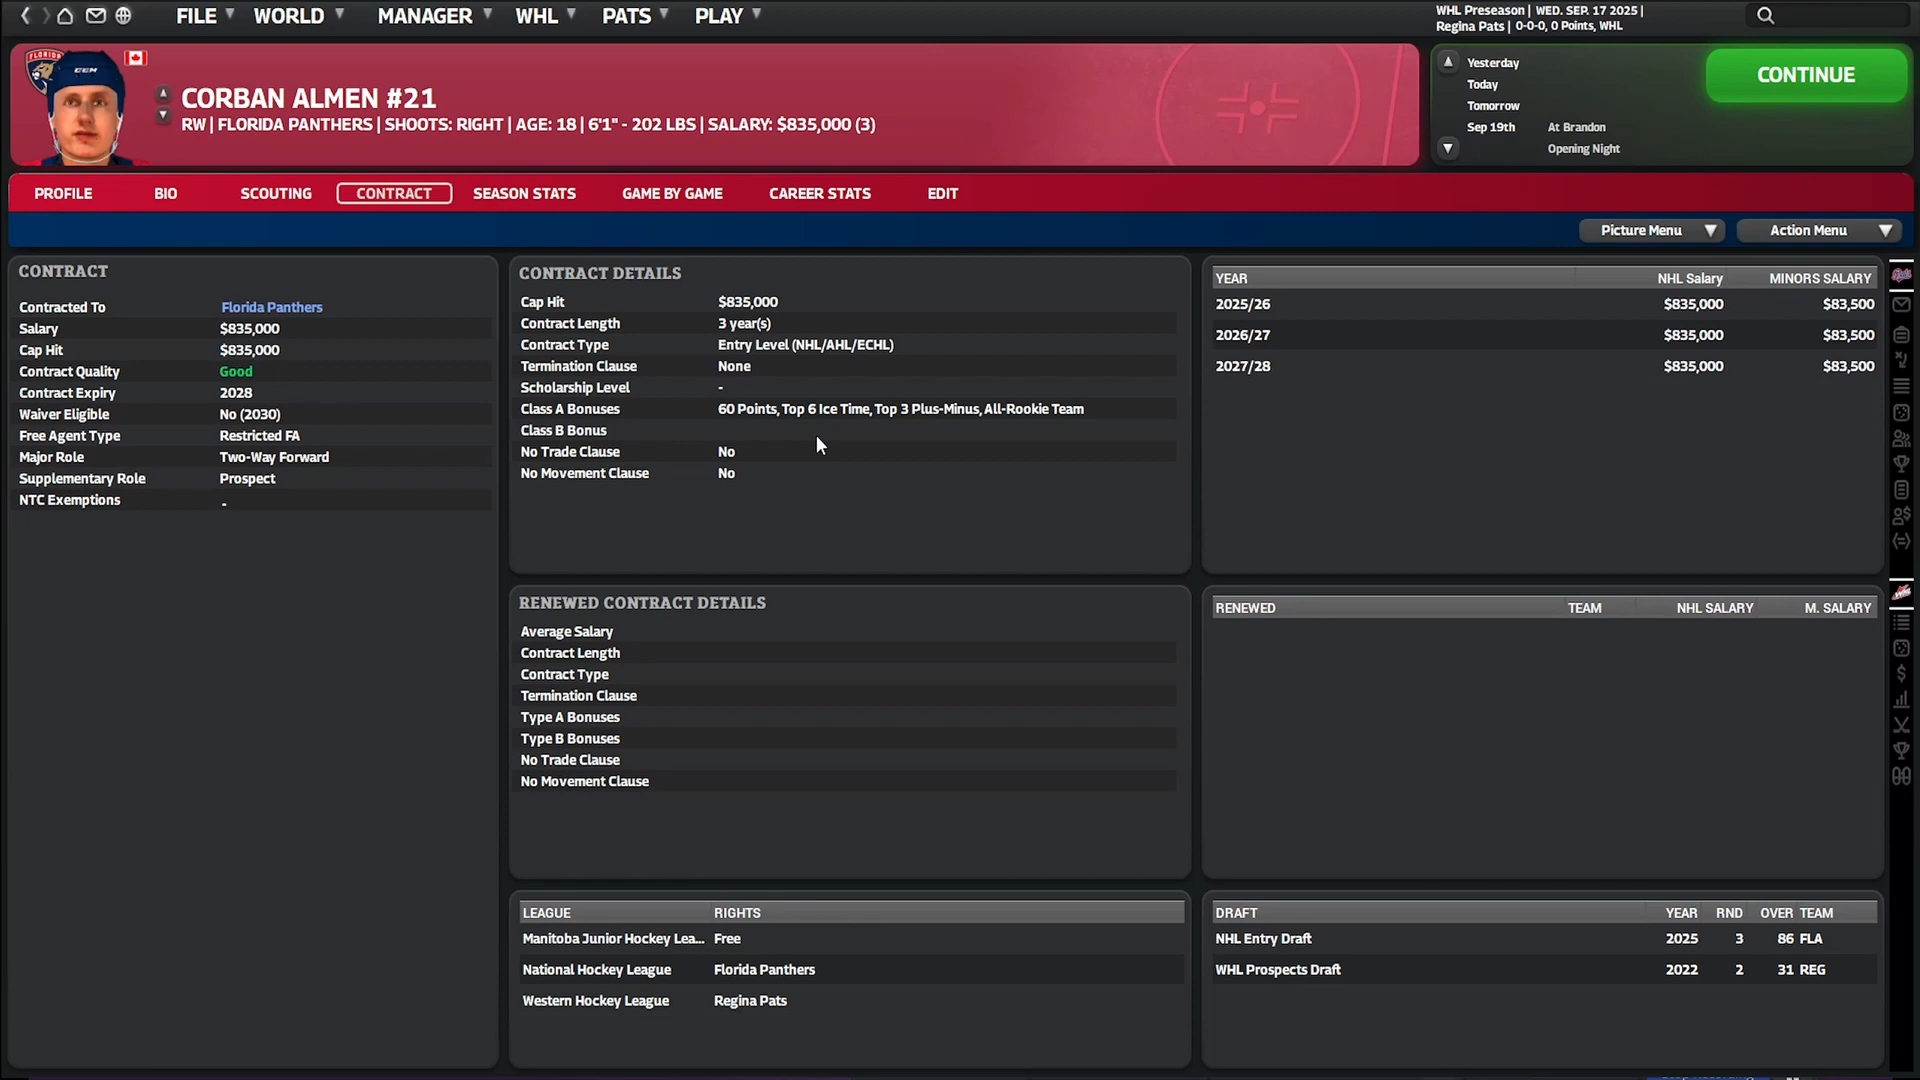 FILE WORLD MANAGER WHL PATS PLAY
WHL Preseason | WED. SEP. 17 2025 |
Regina Pats | 0-0-0, 0 Points, WHL
FLORIDA
CCM
CORBAN ALMEN #21
RW | FLORIDA PANTHERS | SHOOTS: RIGHT | AGE: 18 | 6'1" - 202 LBS | SALARY: $835,000 (3)
Yesterday
Today
Tomorrow
Sep 19th At Brandon
Opening Night
CONTINUE
PROFILE BIO SCOUTING CONTRACT SEASON STATS GAME BY GAME CAREER STATS EDIT
Picture Menu Action Menu
CONTRACT
Contracted To Florida Panthers
Salary $835,000
Cap Hit $835,000
Contract Quality Good
Contract Expiry 2028
Waiver Eligible No (2030)
Free Agent Type Restricted FA
Major Role Two-Way Forward
Supplementary Role Prospect
NTC Exemptions -
CONTRACT DETAILS
Cap Hit $835,000
Contract Length 3 year(s)
Contract Type Entry Level (NHL/AHL/ECHL)
Termination Clause None
Scholarship Level -
Class A Bonuses 60 Points, Top 6 Ice Time, Top 3 Plus-Minus, All-Rookie Team
Class B Bonus
No Trade Clause No
No Movement Clause No
YEAR NHL Salary MINORS SALARY
2025/26 $835,000 $83,500
2026/27 $835,000 $83,500
2027/28 $835,000 $83,500
RENEWED CONTRACT DETAILS
Average Salary
Contract Length
Contract Type
Termination Clause
Type A Bonuses
Type B Bonuses
No Trade Clause
No Movement Clause
RENEWED TEAM NHL SALARY M. SALARY
LEAGUE RIGHTS
Manitoba Junior Hockey Lea... Free
National Hockey League Florida Panthers
Western Hockey League Regina Pats
DRAFT YEAR RND OVER TEAM
NHL Entry Draft 2025 3 86 FLA
WHL Prospects Draft 2022 2 31 REG